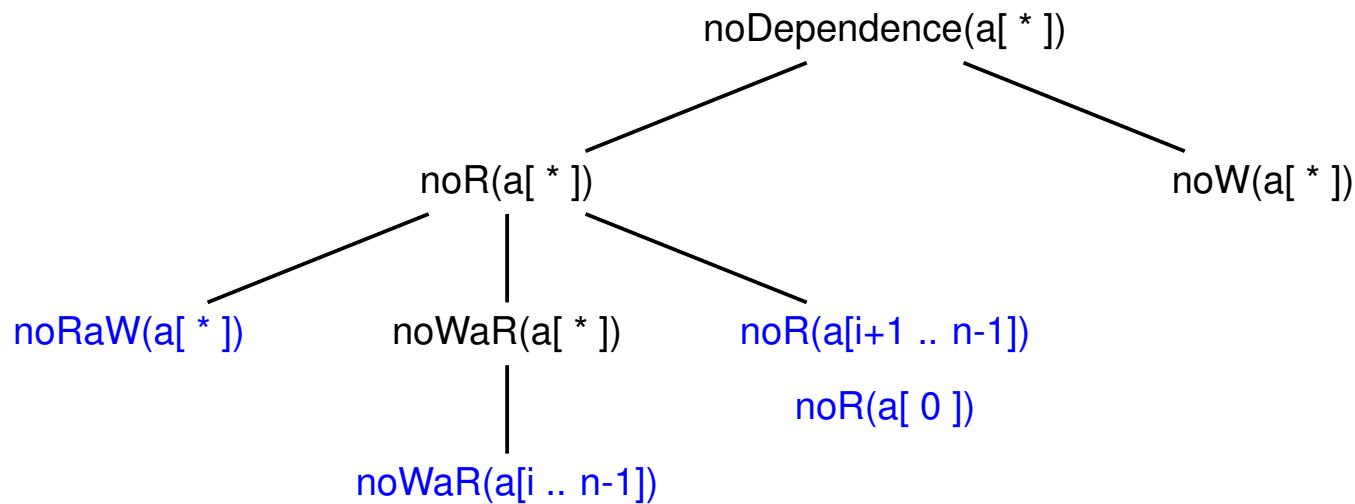 noDependence(a[ * ])
noR(a[ * ])
noW(a[ * ])
noRaW(a[ * ])
noWaR(a[ * ])
noR(a[i+1 .. n-1])
noR(a[ 0 ])
noWaR(a[i .. n-1])